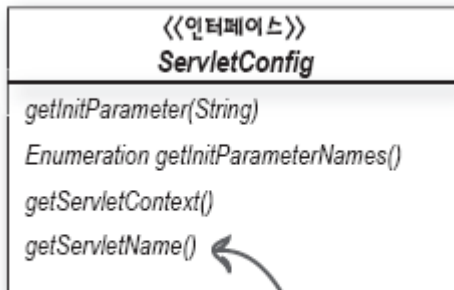 《인터페이스》
ServletConfig
getInitParameter(String)
Enumeration getInitParameterNames()
getServletContext()
getServletName()